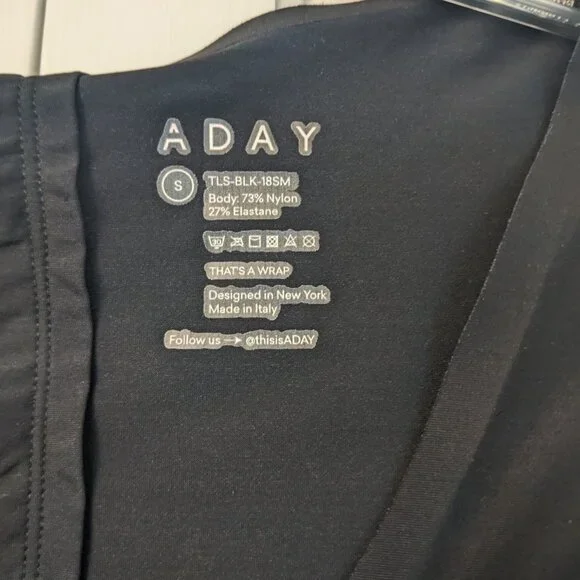 ADAY
S
TLS-BLK-18SM
Body: 73% Nylon
27% Elastane
30
THAT'S A WRAP
Designed in New York
Made in Italy
Follow us → @thisisADAY